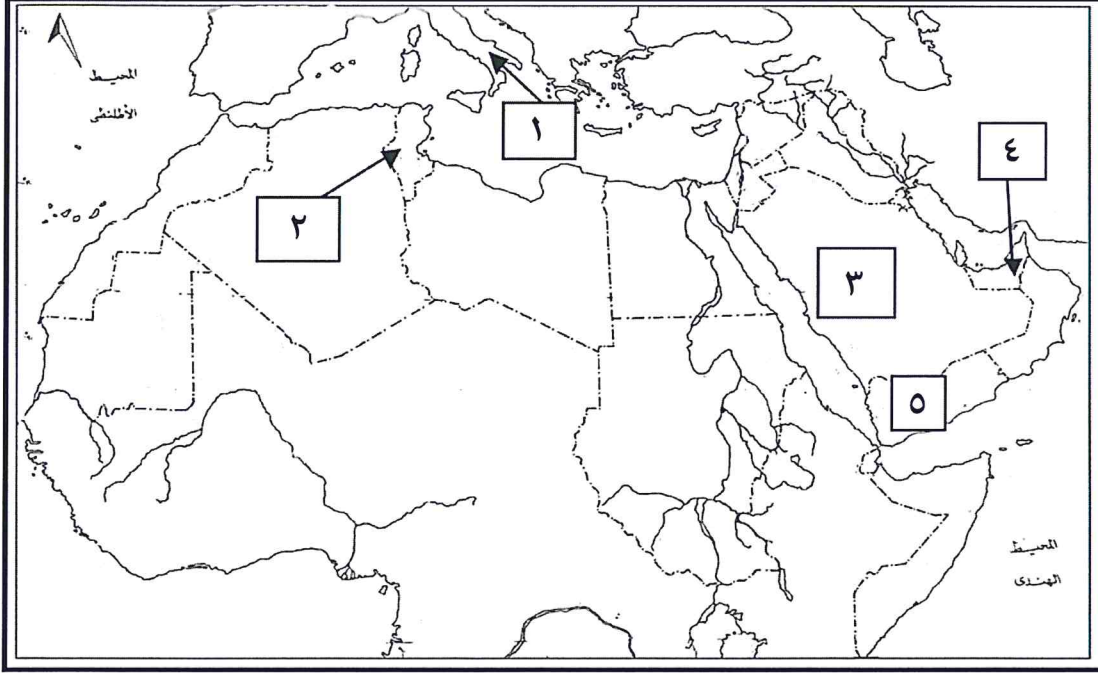 المحيط
الأطلنطى
١
٢
٣
٤
٥
المحيط
الهندى